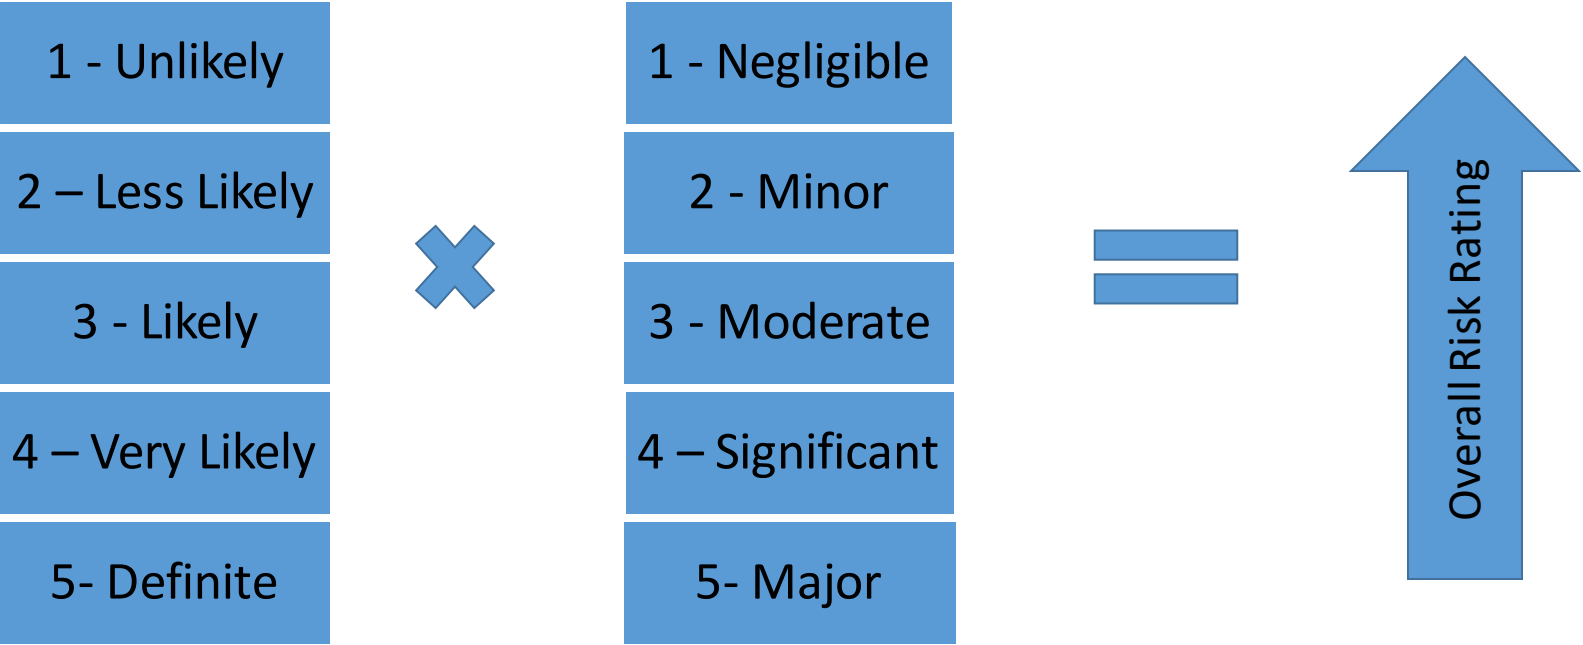 1 - Unlikely
2 – Less Likely
3 - Likely
4 – Very Likely
5- Definite
1 - Negligible
2 - Minor
3 - Moderate
4 – Significant
5- Major
Overall Risk Rating